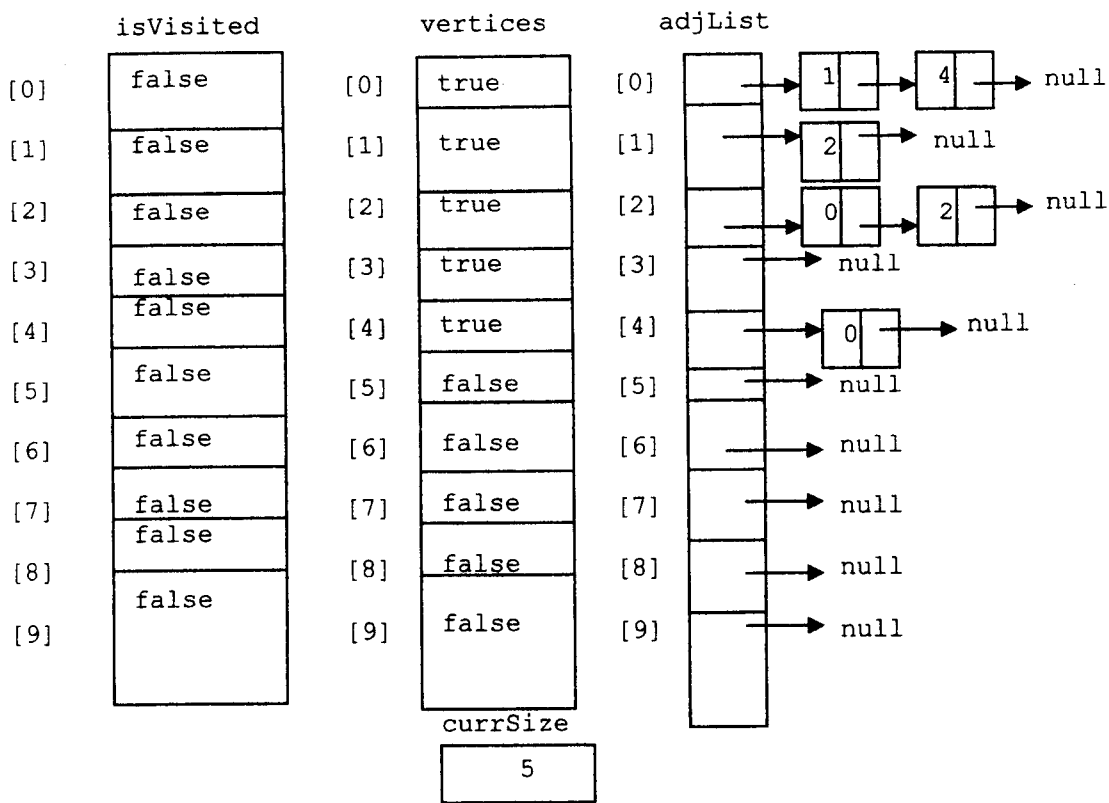 isVisited vertices adjList
[0] false [0] true [0] 1 4 null
[1] false [1] true [1] 2 null
[2] false [2] true [2] 0 2 null
[3] false [3] true [3] null
[4] false [4] true [4] 0 null
[5] false [5] false [5] null
[6] false [6] false [6] null
[7] false [7] false [7] null
[8] false [8] false [8] null
[9] false [9] false [9] null
currSize
5